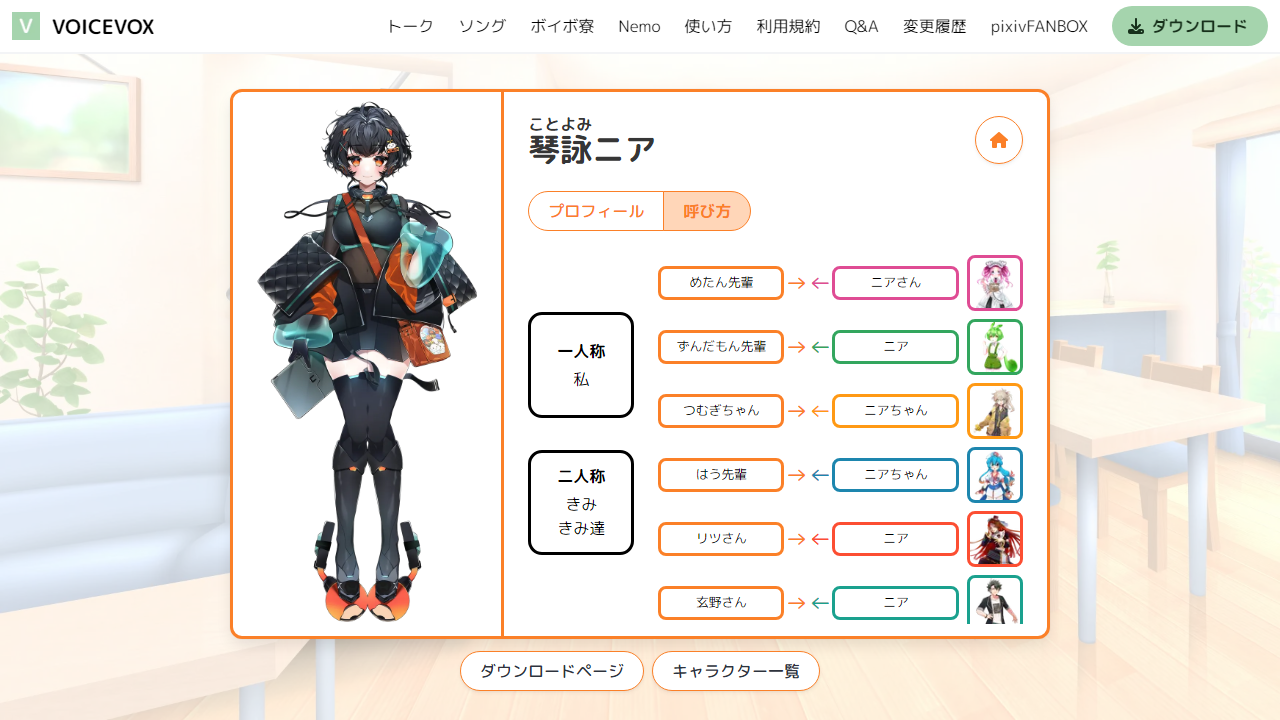 V VOICEVOX トーク ソング ボイボ寮 Nemo 使い方 利用規約 Q&A 変更履歴 pixivFANBOX ダウンロード
ことよみ
琴詠ニア
プロフィール 呼び方
一人称
私
二人称
きみ
きみ達
めたん先輩 → ← ニアさん
ずんだもん先輩 → ← ニア
つむぎちゃん → ← ニアちゃん
はう先輩 → ← ニアちゃん
リツさん → ← ニア
玄野さん → ← ニア
ダウンロードページ キャラクター一覧